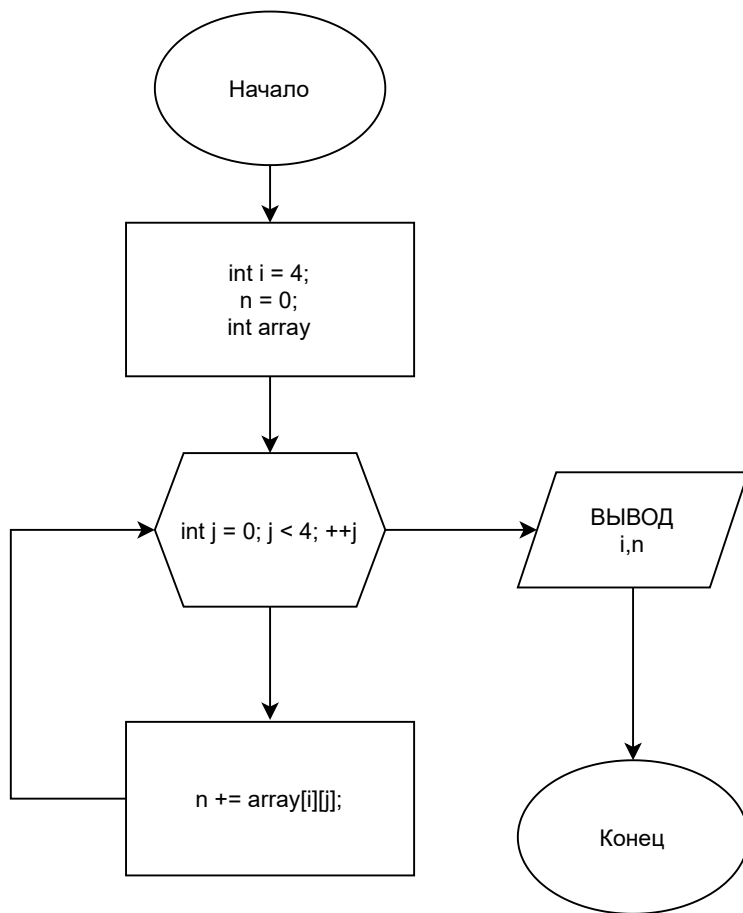 Начало
int i = 4;
n = 0;
int array
int j = 0; j < 4; ++j
ВЫВОД
i,n
n += array[i][j];
Конец